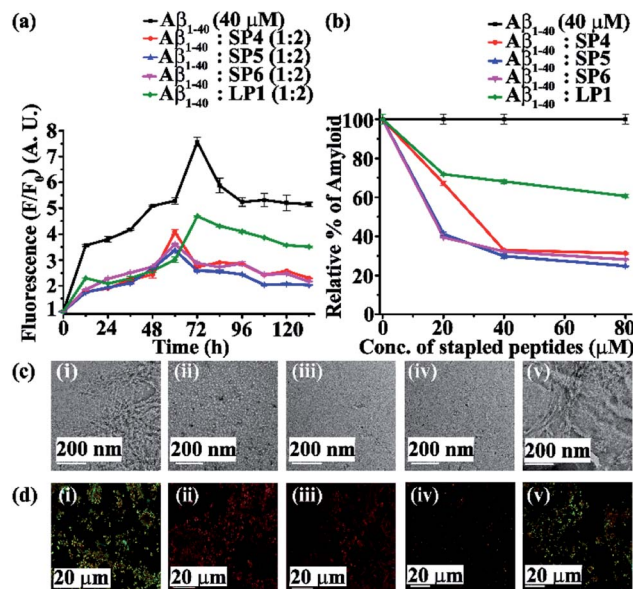 (a)
Aβ1-40 (40 μM)
Aβ1-40 : SP4 (1:2)
Aβ1-40 : SP5 (1:2)
Aβ1-40 : SP6 (1:2)
Aβ1-40 : LP1 (1:2)
Fluorescence (F/F0) (A. U.)
8
7
6
5
4
3
2
1
0 24 48 72 96 120
Time (h)
(b)
Aβ1-40 (40 μM)
Aβ1-40 : SP4
Aβ1-40 : SP5
Aβ1-40 : SP6
Aβ1-40 : LP1
Relative % of Amyloid
100
80
60
40
20
0
0 20 40 60 80
Conc. of stapled peptides (μM)
(c)
(i) (ii) (iii) (iv) (v)
200 nm 200 nm 200 nm 200 nm 200 nm
(d)
(i) (ii) (iii) (iv) (v)
20 μm 20 μm 20 μm 20 μm 20 μm